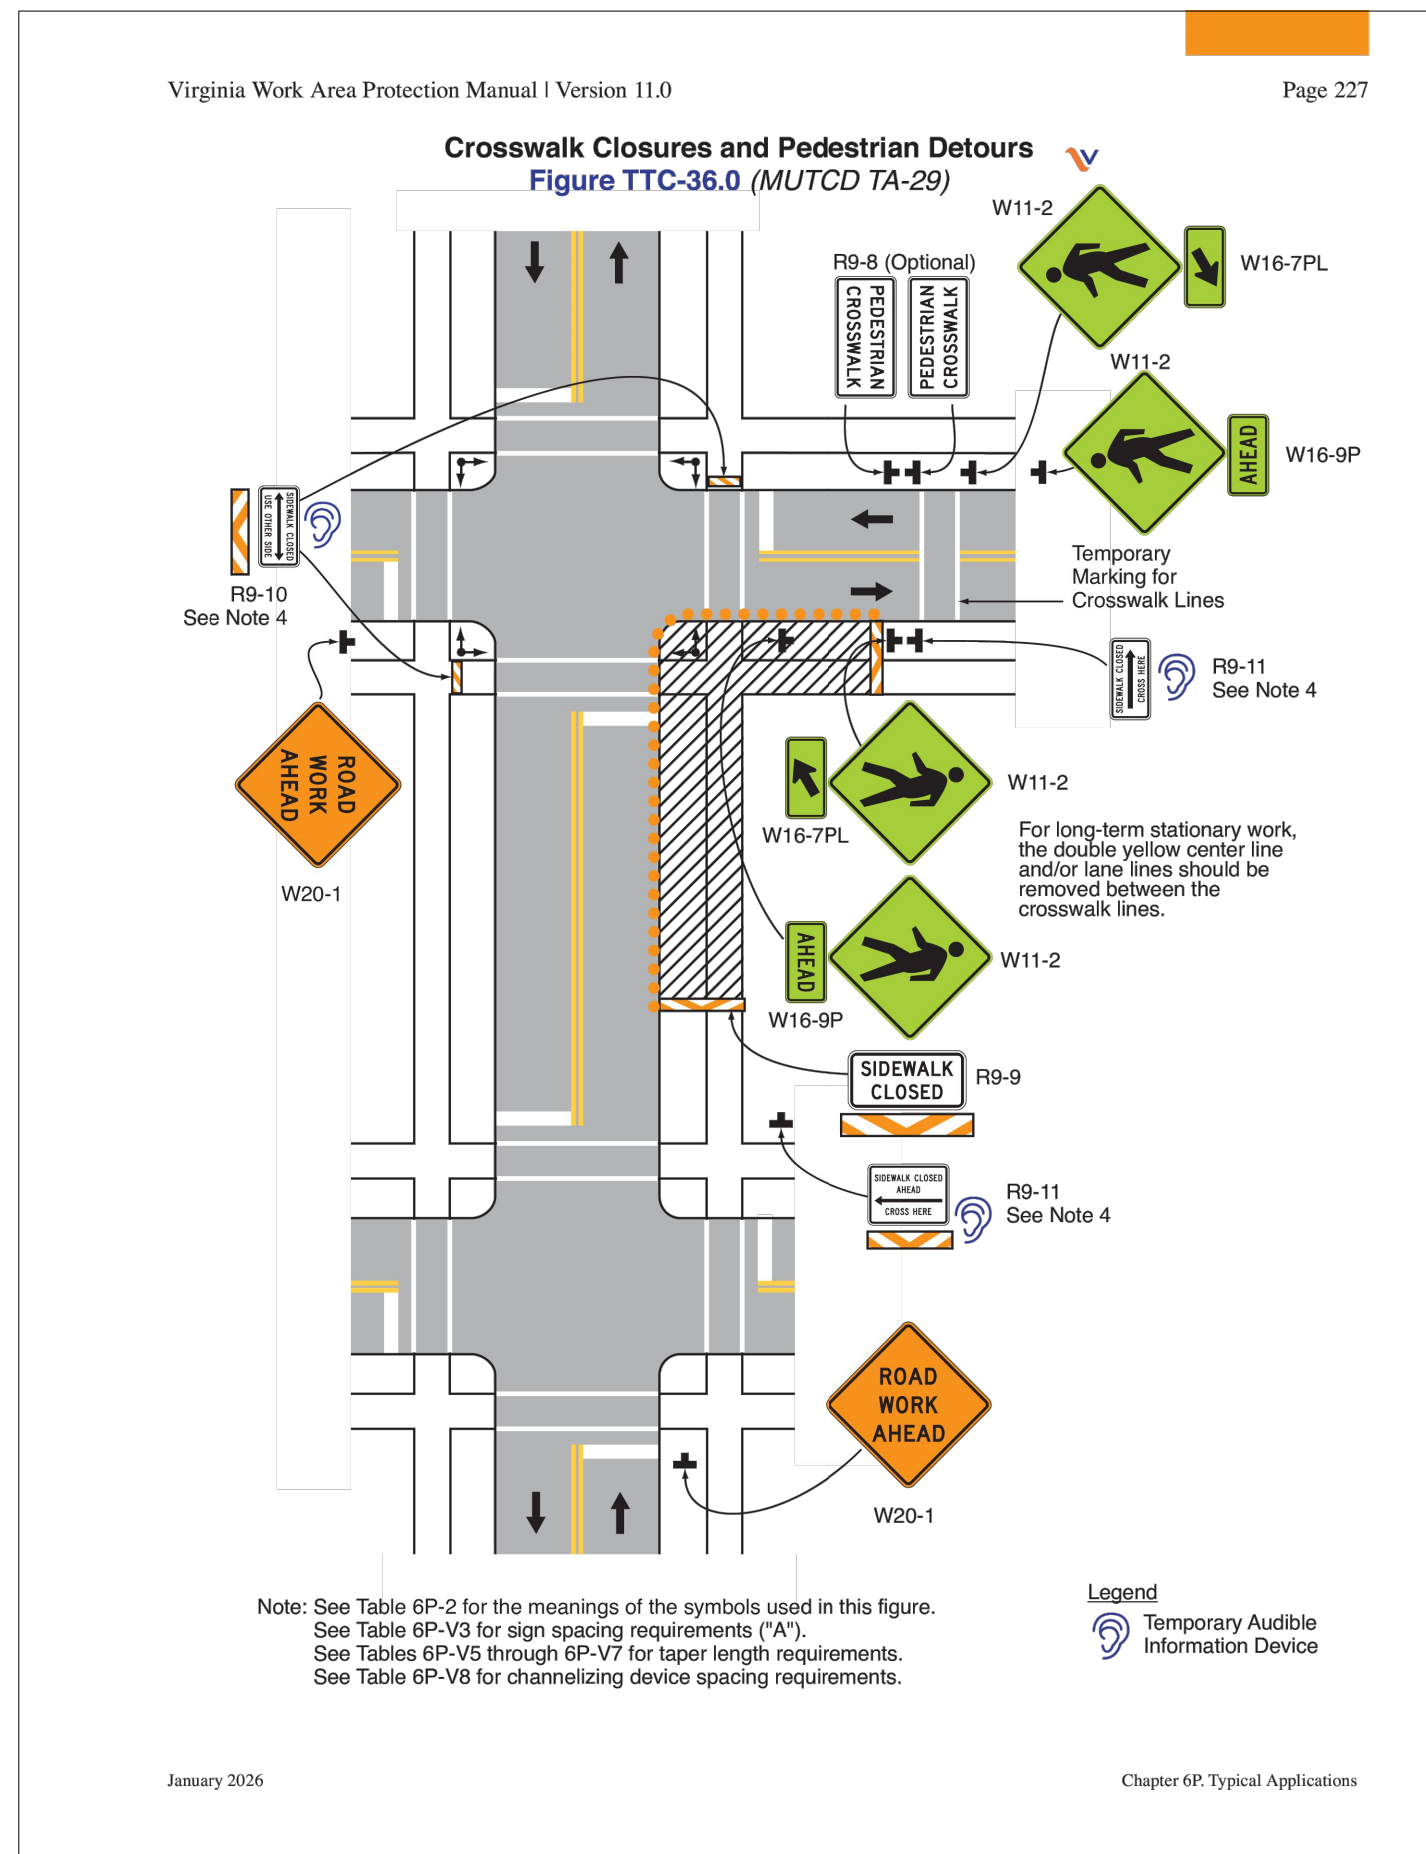 Virginia Work Area Protection Manual | Version 11.0
Page 227
Crosswalk Closures and Pedestrian Detours
Figure TTC-36.0 (MUTCD TA-29)
W11-2
W16-7PL
R9-8 (Optional)
PEDESTRIAN
CROSSWALK
PEDESTRIAN
CROSSWALK
W11-2
AHEAD
W16-9P
SIDEWALK CLOSED
USE OTHER SIDE
R9-10
See Note 4
Temporary
Marking for
Crosswalk Lines
SIDEWALK CLOSED
CROSS HERE
R9-11
See Note 4
ROAD
WORK
AHEAD
W20-1
W11-2
W16-7PL
For long-term stationary work,
the double yellow center line
and/or lane lines should be
removed between the
crosswalk lines.
AHEAD
W11-2
W16-9P
SIDEWALK
CLOSED
R9-9
SIDEWALK CLOSED
AHEAD
CROSS HERE
R9-11
See Note 4
ROAD
WORK
AHEAD
W20-1
Note: See Table 6P-2 for the meanings of the symbols used in this figure.
See Table 6P-V3 for sign spacing requirements ("A").
See Tables 6P-V5 through 6P-V7 for taper length requirements.
See Table 6P-V8 for channelizing device spacing requirements.
Legend
Temporary Audible
Information Device
January 2026
Chapter 6P. Typical Applications